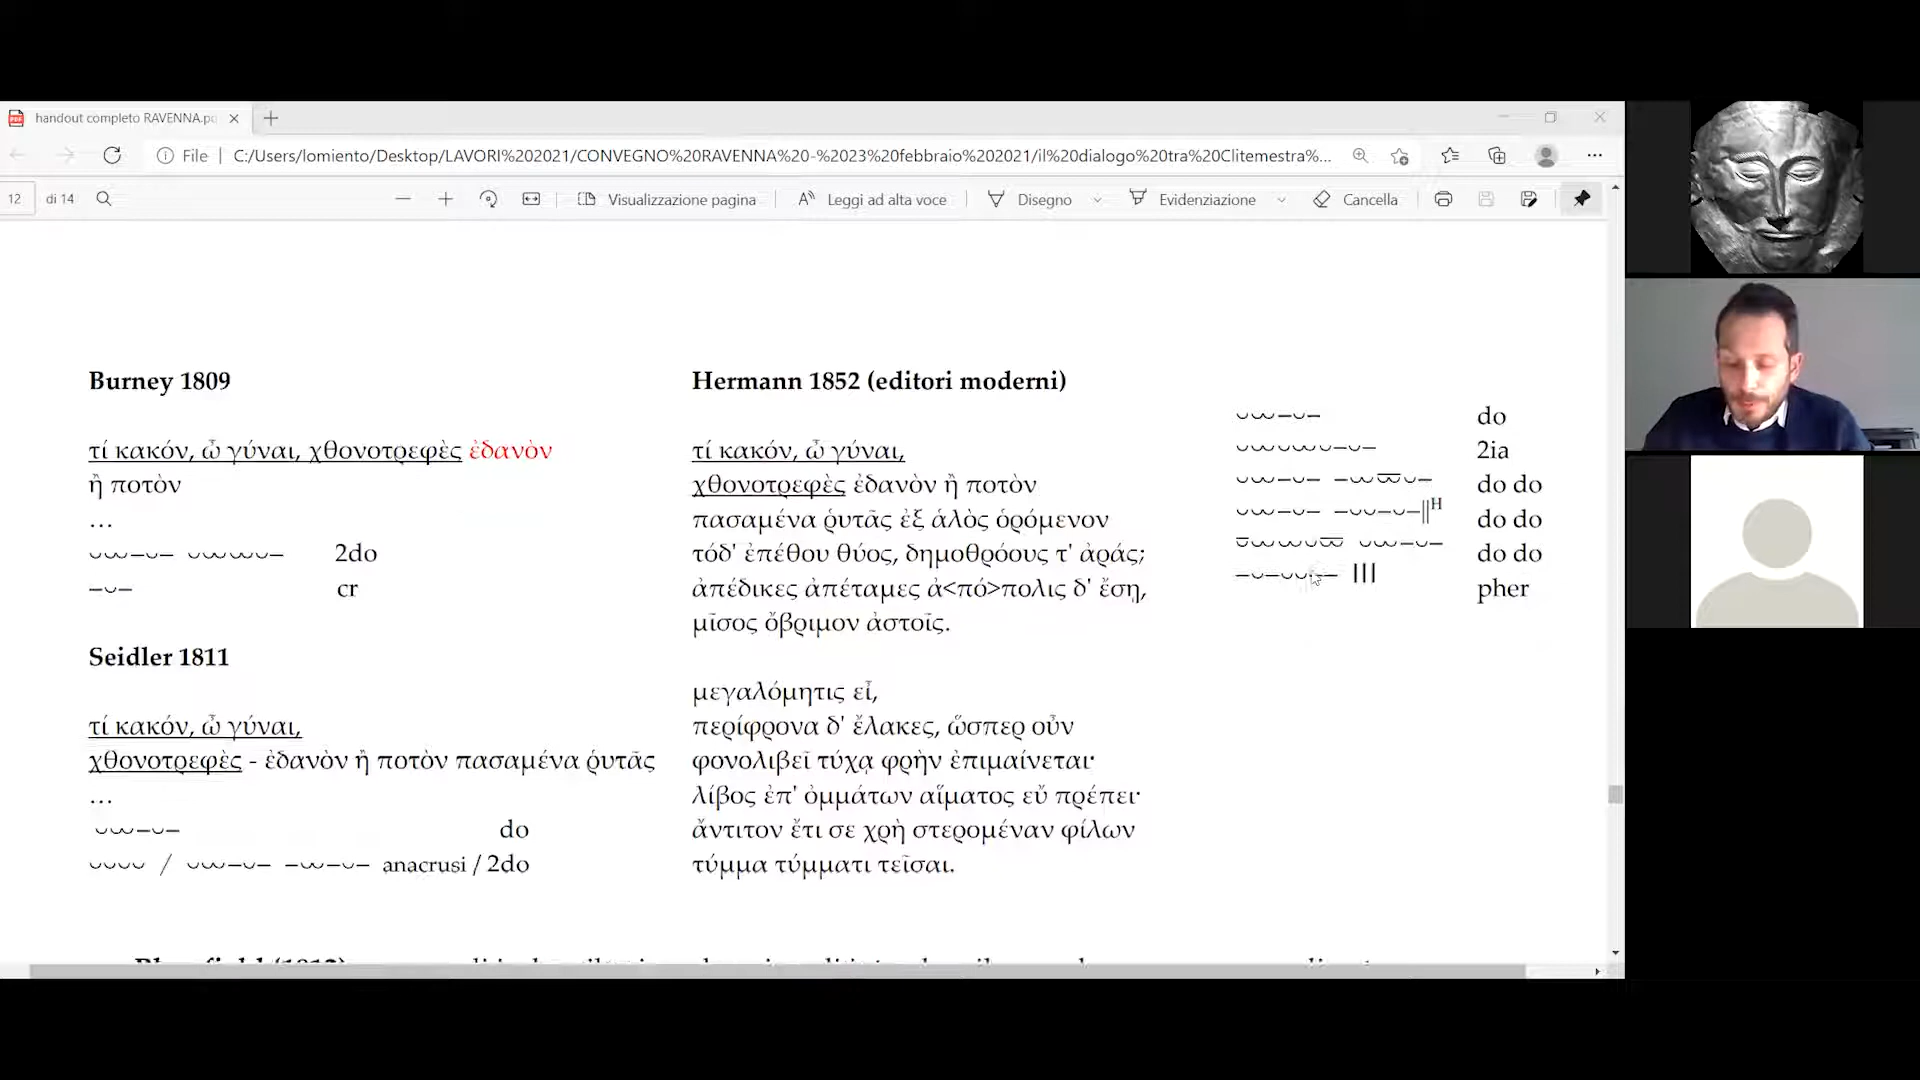 handout completo RAVENNA.pd
File C:/Users/lomiento/Desktop/LAVORI%202021/CONVEGNO%20RAVENNA%20-%2023%20febbraio%202021/il%20dialogo%20tra%20Clitemestra%...
12 di 14 Visualizzazione pagina Leggi ad alta voce Disegno Evidenziazione Cancella
Burney 1809
τί κακόν, ὦ γύναι, χθονοτρεφὲς ἐδανὸν
ἢ ποτὸν
…
⏑⏑⏑–⏑– ⏑⏑⏑⏑⏑⏑– 2do
–⏑– cr
Seidler 1811
τί κακόν, ὦ γύναι,
χθονοτρεφὲς - ἐδανὸν ἢ ποτὸν πασαμένα ῥυτᾶς
…
⏑⏑⏑–⏑– do
⏑⏑⏑⏑ / ⏑⏑⏑–⏑– –⏑⏑–⏑– anacrusi / 2do
Hermann 1852 (editori moderni)
τί κακόν, ὦ γύναι,
χθονοτρεφὲς ἐδανὸν ἢ ποτὸν
πασαμένα ῥυτᾶς ἐξ ἁλὸς ὀρόμενον
τόδ' ἐπέθου θύος, δημοθρόους τ' ἀράς;
ἀπέδικες ἀπέταμες ἀ<πό>πολις δ' ἔσῃ,
μῖσος ὄβριμον ἀστοῖς.
μεγαλόμητις εἶ,
περίφρονα δ' ἔλακες, ὥσπερ οὖν
φονολιβεῖ τύχᾳ φρὴν ἐπιμαίνεται·
λίβος ἐπ' ὀμμάτων αἵματος εὖ πρέπει·
ἄντιτον ἔτι σε χρὴ στερομέναν φίλων
τύμμα τύμματι τεῖσαι.
do
2ia
do do
H do do
do do
||| pher